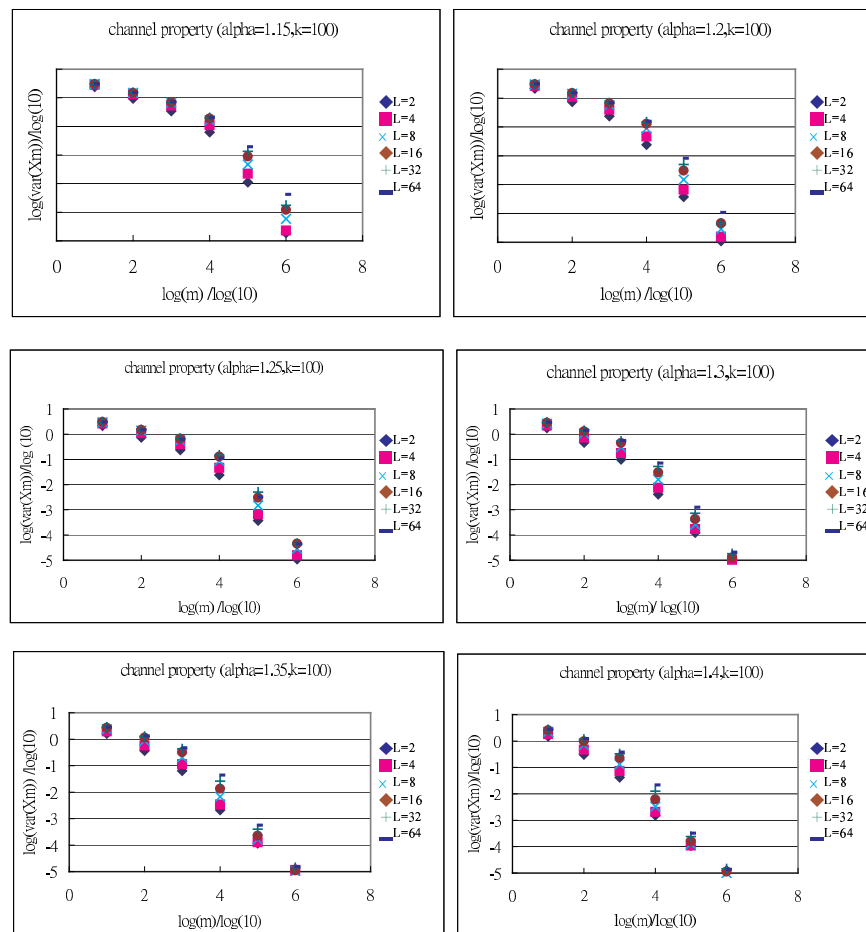 channel property (alpha=1.15,k=100)
log(var(Xm))/log(10)
L=2
L=4
L=8
L=16
L=32
L=64
0 2 4 6 8
log(m) /log(10)
channel property (alpha=1.2,k=100)
log(var(Xm))/log(10)
L=2
L=4
L=8
L=16
L=32
L=64
0 2 4 6 8
log(m) /log(10)
channel property (alpha=1.25,k=100)
log(var(Xm))/log (10)
1
0
-1
-2
-3
-4
-5
L=2
L=4
L=8
L=16
L=32
L=64
0 2 4 6 8
log(m) /log(10)
channel property (alpha=1.3,k=100)
log(var(Xm)) /log(10)
1
0
-1
-2
-3
-4
-5
L=2
L=4
L=8
L=16
L=32
L=64
0 2 4 6 8
log(m)/ log(10)
channel property (alpha=1.35,k=100)
log(var(Xm)) /log(10)
1
0
-1
-2
-3
-4
-5
L=2
L=4
L=8
L=16
L=32
L=64
0 2 4 6 8
log(m)/log(10)
channel property (alpha=1.4,k=100)
log(var(Xm))/log(10)
1
0
-1
-2
-3
-4
-5
L=2
L=4
L=8
L=16
L=32
L=64
0 2 4 6 8
log(m)/log(10)